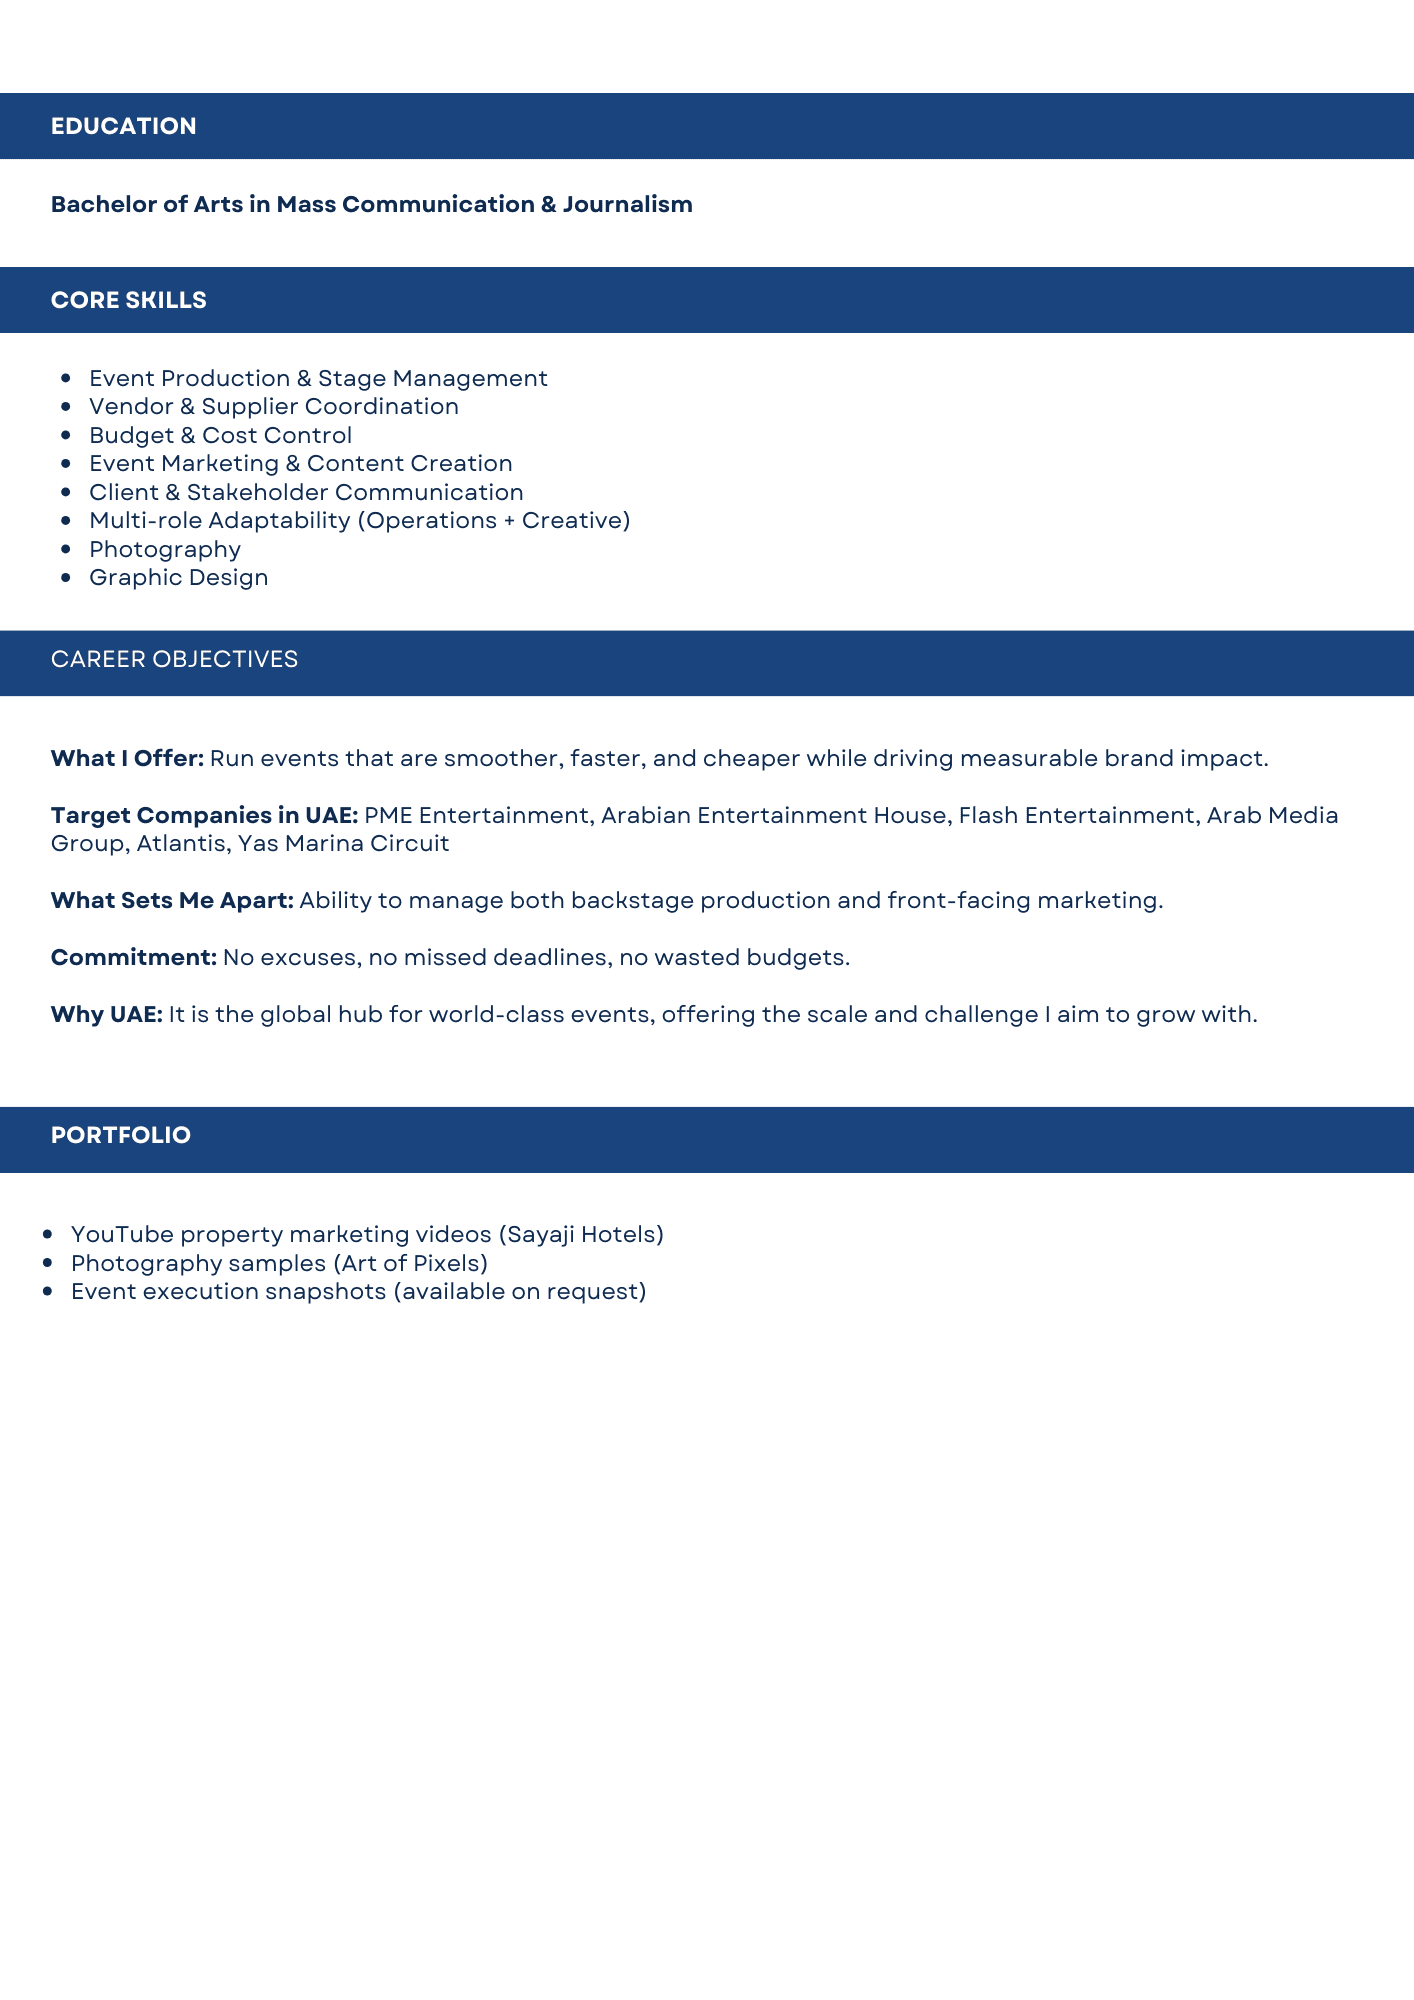 EDUCATION
Bachelor of Arts in Mass Communication & Journalism
CORE SKILLS
• Event Production & Stage Management
• Vendor & Supplier Coordination
• Budget & Cost Control
• Event Marketing & Content Creation
• Client & Stakeholder Communication
• Multi-role Adaptability (Operations + Creative)
• Photography
• Graphic Design
CAREER OBJECTIVES
What I Offer: Run events that are smoother, faster, and cheaper while driving measurable brand impact.
Target Companies in UAE: PME Entertainment, Arabian Entertainment House, Flash Entertainment, Arab Media
Group, Atlantis, Yas Marina Circuit
What Sets Me Apart: Ability to manage both backstage production and front-facing marketing.
Commitment: No excuses, no missed deadlines, no wasted budgets.
Why UAE: It is the global hub for world-class events, offering the scale and challenge I aim to grow with.
PORTFOLIO
• YouTube property marketing videos (Sayaji Hotels)
• Photography samples (Art of Pixels)
• Event execution snapshots (available on request)